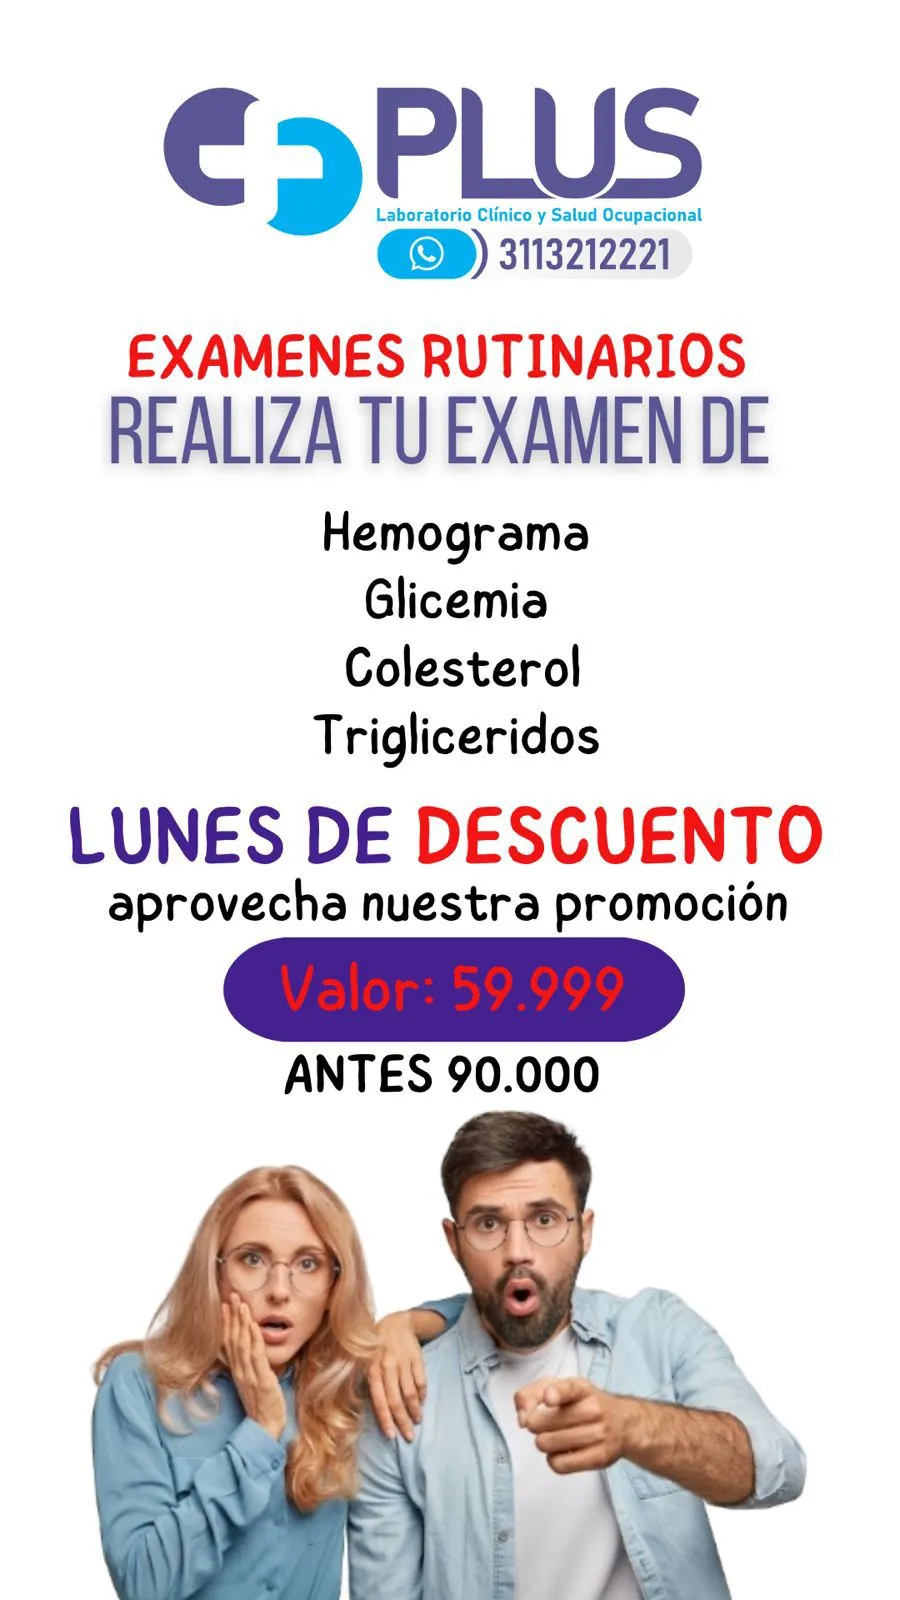 PLUS
Laboratorio Clínico y Salud Ocupacional
3113212221
EXAMENES RUTINARIOS
REALIZA TU EXAMEN DE
Hemograma
Glicemia
Colesterol
Trigliceridos
LUNES DE DESCUENTO
aprovecha nuestra promoción
Valor: 59.999
ANTES 90.000